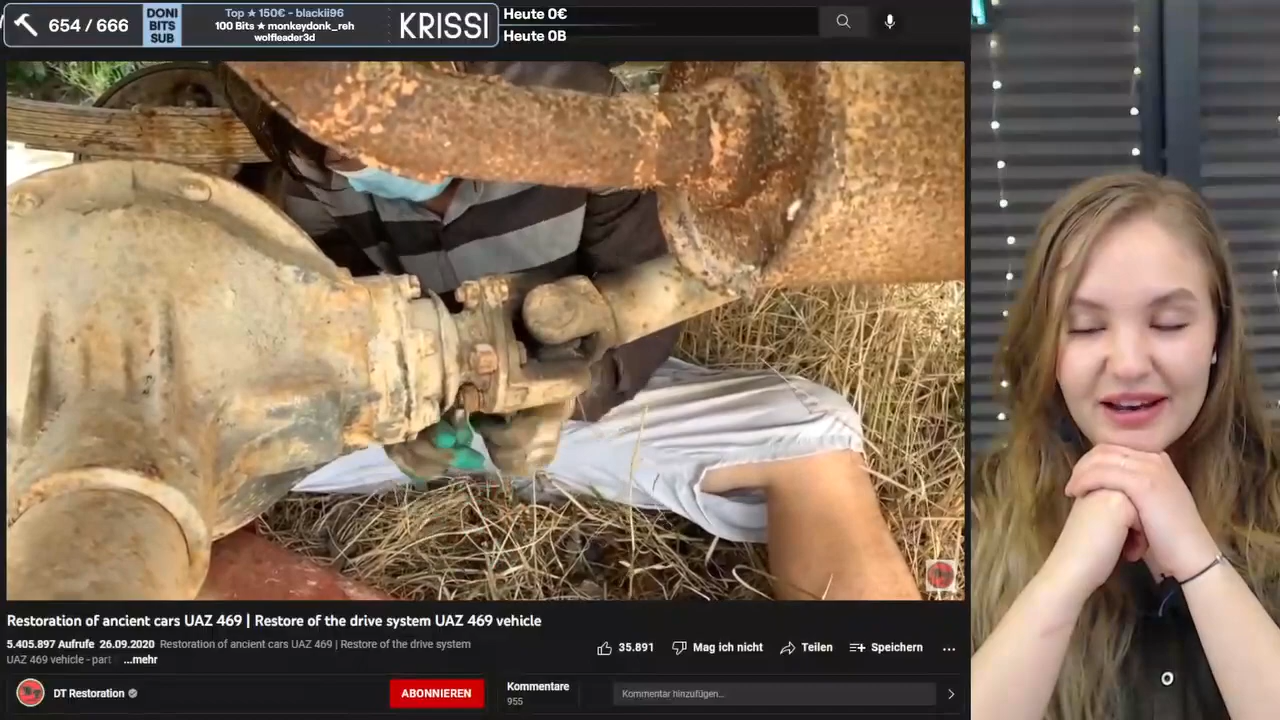 654 / 666
DONI
BITS
SUB
Top ★ 150€ - blackii96
100 Bits ★ monkeydonk_reh
wolfleader3d
KRISSI
Heute 0€
Heute 0B
Restoration of ancient cars UAZ 469 | Restore of the drive system UAZ 469 vehicle
5.405.897 Aufrufe 26.09.2020 Restoration of ancient cars UAZ 469 | Restore of the drive system
UAZ 469 vehicle - part ...mehr
35.891 Mag ich nicht Teilen Speichern
DT Restoration
ABONNIEREN
Kommentare
955
Kommentar hinzufügen...